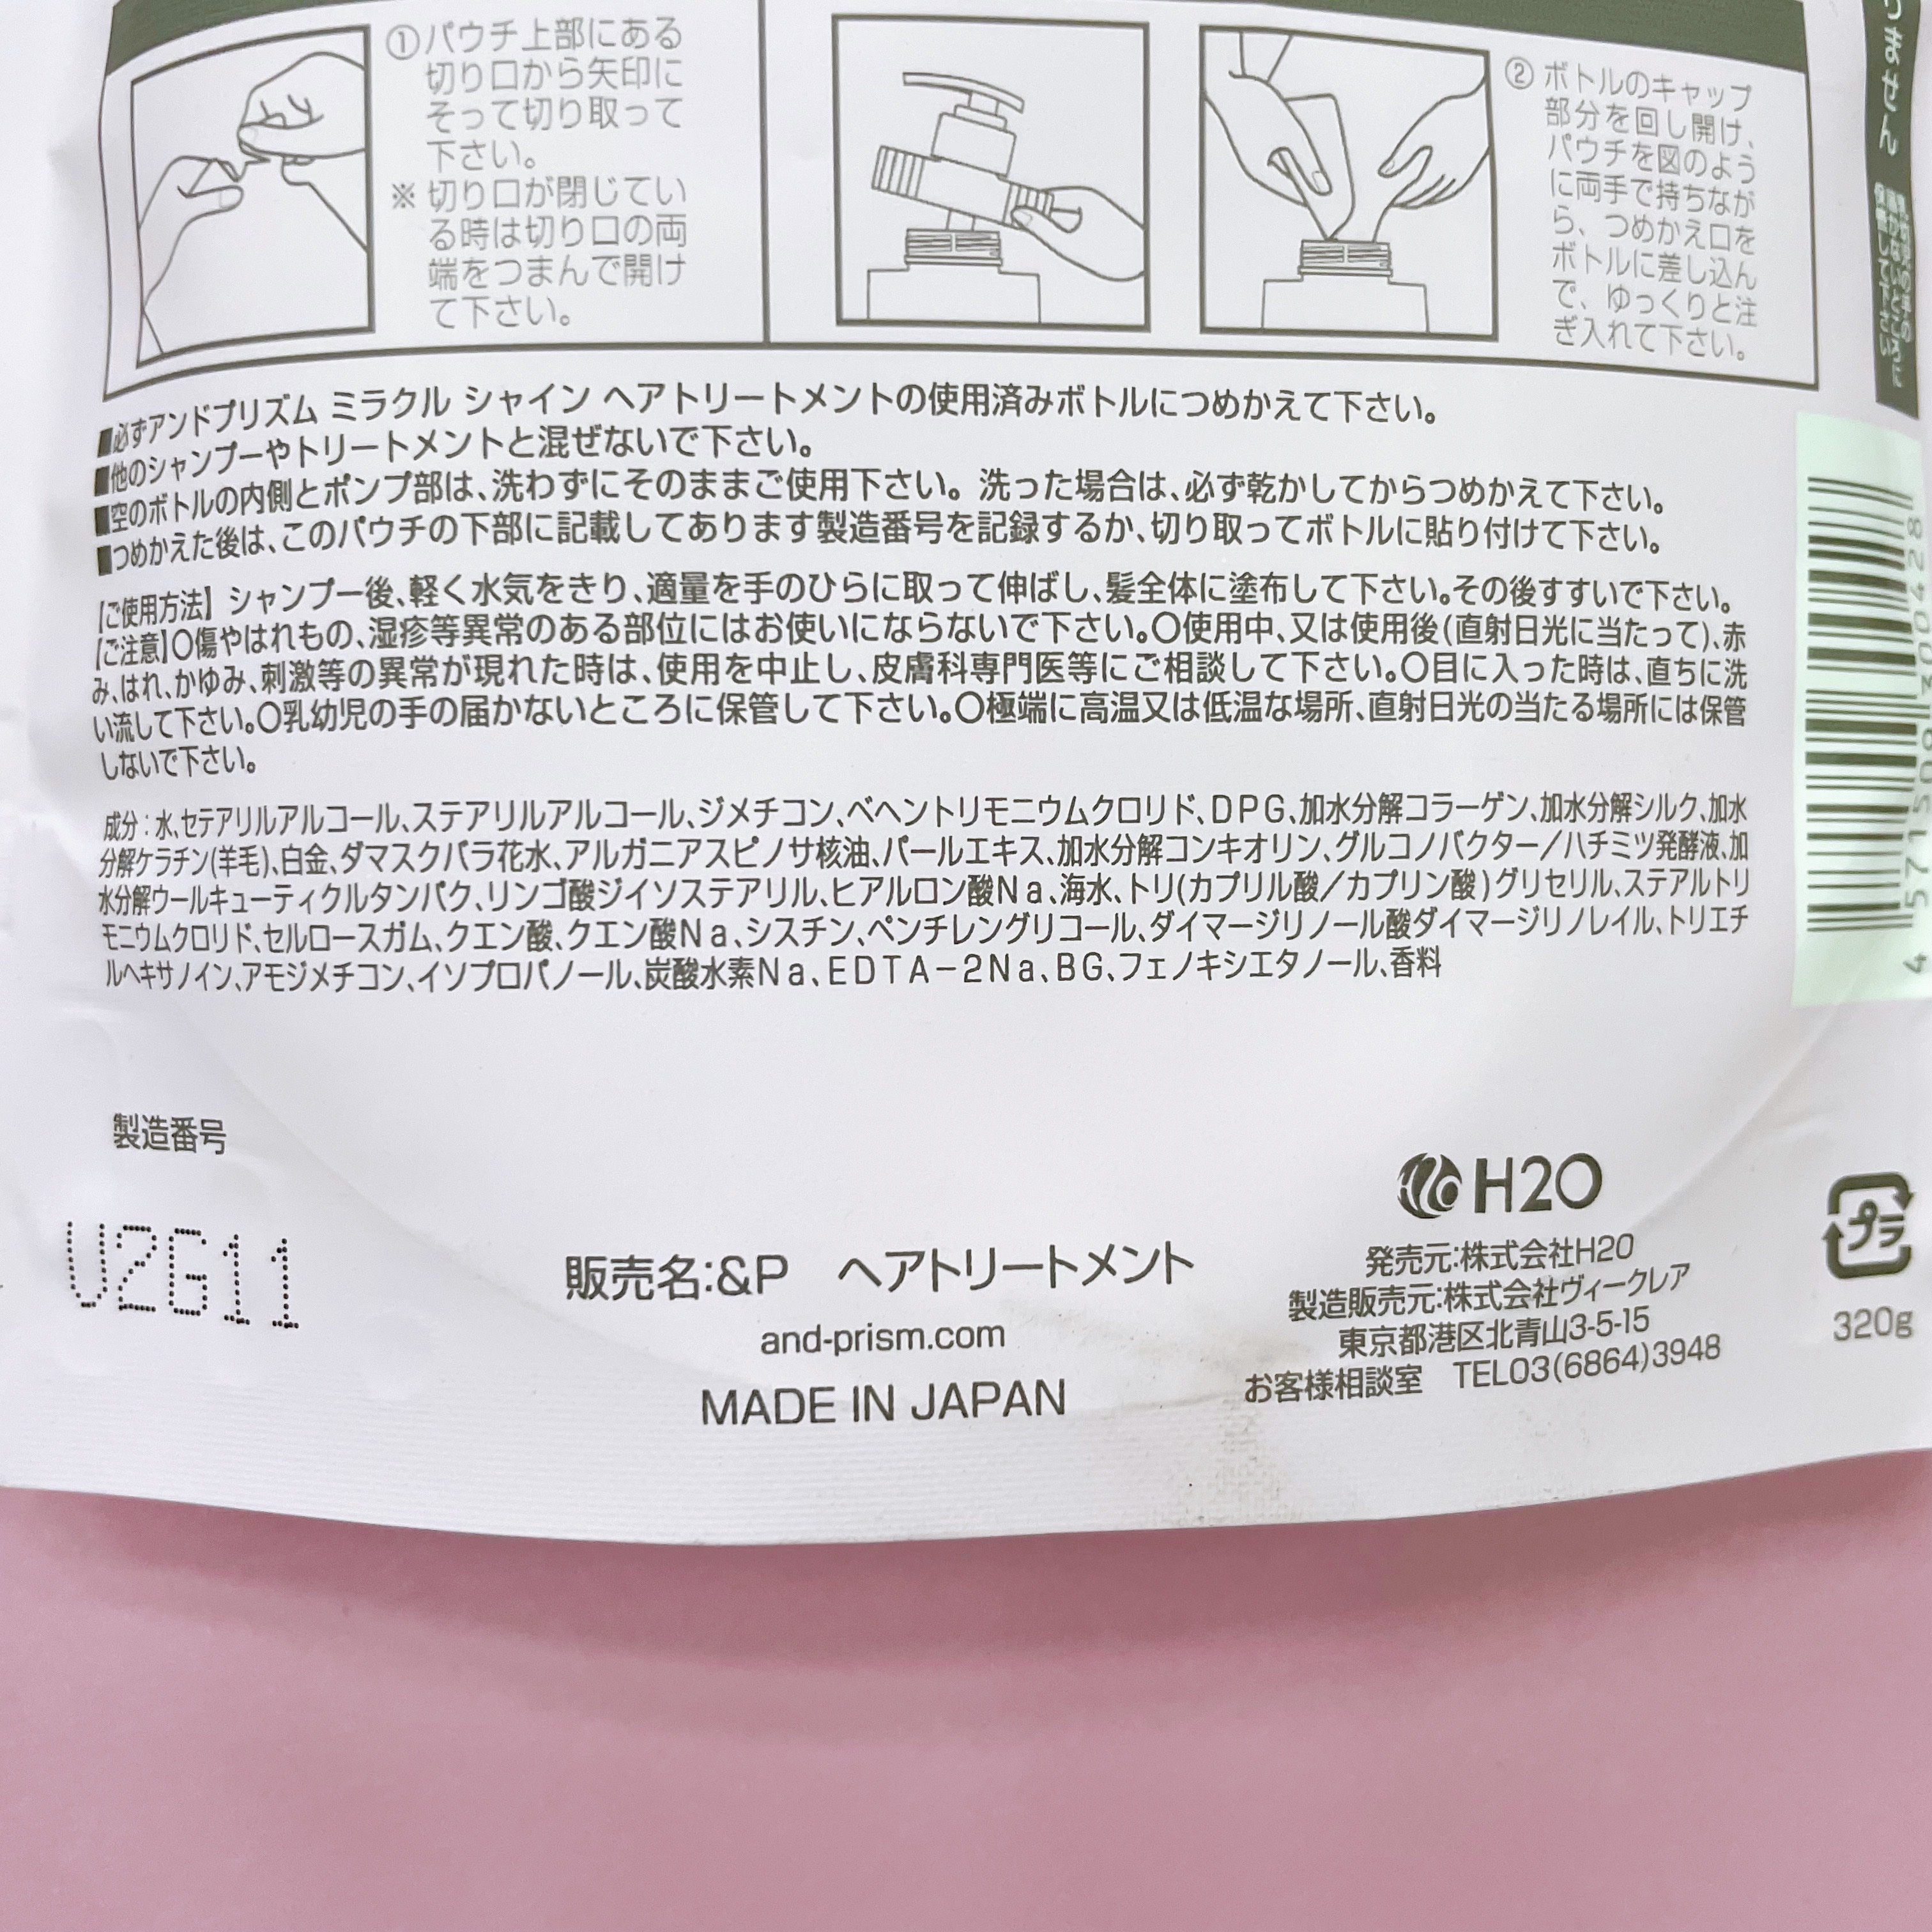 ①パウチ上部にある
切り口から矢印に
そって切り取って
下さい。
※切り口が閉じてい
る時は切り口の両
端をつまんで開け
て下さい。
②ボトルのキャップ
部分を回し開け、
パウチを図のよう
に両手で持ちなが
ら、つめかえ口を
ボトルに差し込ん
で、ゆっくりと注
ぎ入れて下さい。
■必ずアンドプリズム ミラクル シャイン ヘアトリートメントの使用済みボトルにつめかえて下さい。
■他のシャンプーやトリートメントと混ぜないで下さい。
■空のボトルの内側とポンプ部は、洗わずにそのままご使用下さい。洗った場合は、必ず乾かしてからつめかえて下さい。
■つめかえた後は、このパウチの下部に記載してあります製造番号を記録するか、切り取ってボトルに貼り付けて下さい。
【ご使用方法】シャンプー後、軽く水気をきり、適量を手のひらに取って伸ばし、髪全体に塗布して下さい。その後すすいで下さい。
【ご注意】〇傷やはれもの、湿疹等異常のある部位にはお使いにならないで下さい。〇使用中、又は使用後(直射日光に当たって)、赤
み、はれ、かゆみ、刺激等の異常が現れた時は、使用を中止し、皮膚科専門医等にご相談して下さい。〇目に入った時は、直ちに洗
い流して下さい。〇乳幼児の手の届かないところに保管して下さい。〇極端に高温又は低温な場所、直射日光の当たる場所には保管
しないで下さい。
成分：水、セテアリルアルコール、ステアリルアルコール、ジメチコン、ベヘントリモニウムクロリド、DPG、加水分解コラーゲン、加水分解シルク、加水
分解ケラチン(羊毛)、白金、ダマスクバラ花水、アルガニアスピノサ核油、パールエキス、加水分解コンキオリン、グルコノバクター／ハチミツ発酵液、加
水分解ウールキューティクルタンパク、リンゴ酸ジイソステアリル、ヒアルロン酸Na、海水、トリ(カプリル酸／カプリン酸)グリセリル、ステアルトリ
モニウムクロリド、セルロースガム、クエン酸、クエン酸Na、シスチン、ペンチレングリコール、ダイマージリノール酸ダイマージリノレイル、トリエチ
ルヘキサノイン、アモジメチコン、イソプロパノール、炭酸水素Na、EDTA－2Na、BG、フェノキシエタノール、香料
製造番号
U2G11
販売名:&P ヘアトリートメント
and-prism.com
MADE IN JAPAN
H2O
発売元:株式会社H2O
製造販売元:株式会社ヴィークレア
東京都港区北青山3-5-15
お客様相談室 TEL03(6864)3948
プラ
320g